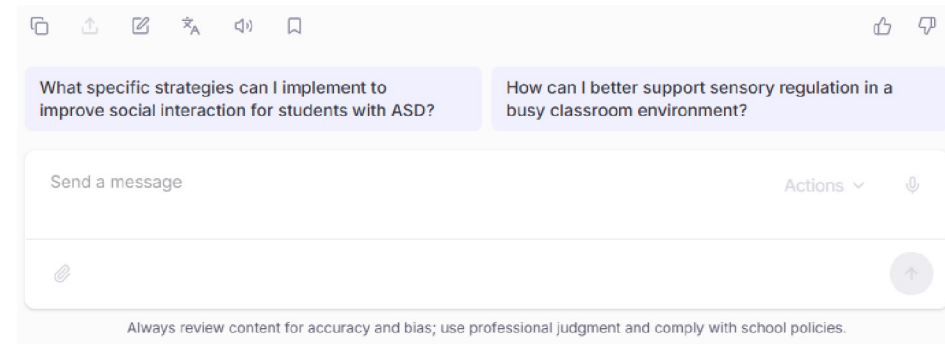 What specific strategies can I implement to
improve social interaction for students with ASD?
How can I better support sensory regulation in a
busy classroom environment?
Send a message
Actions
Always review content for accuracy and bias; use professional judgment and comply with school policies.